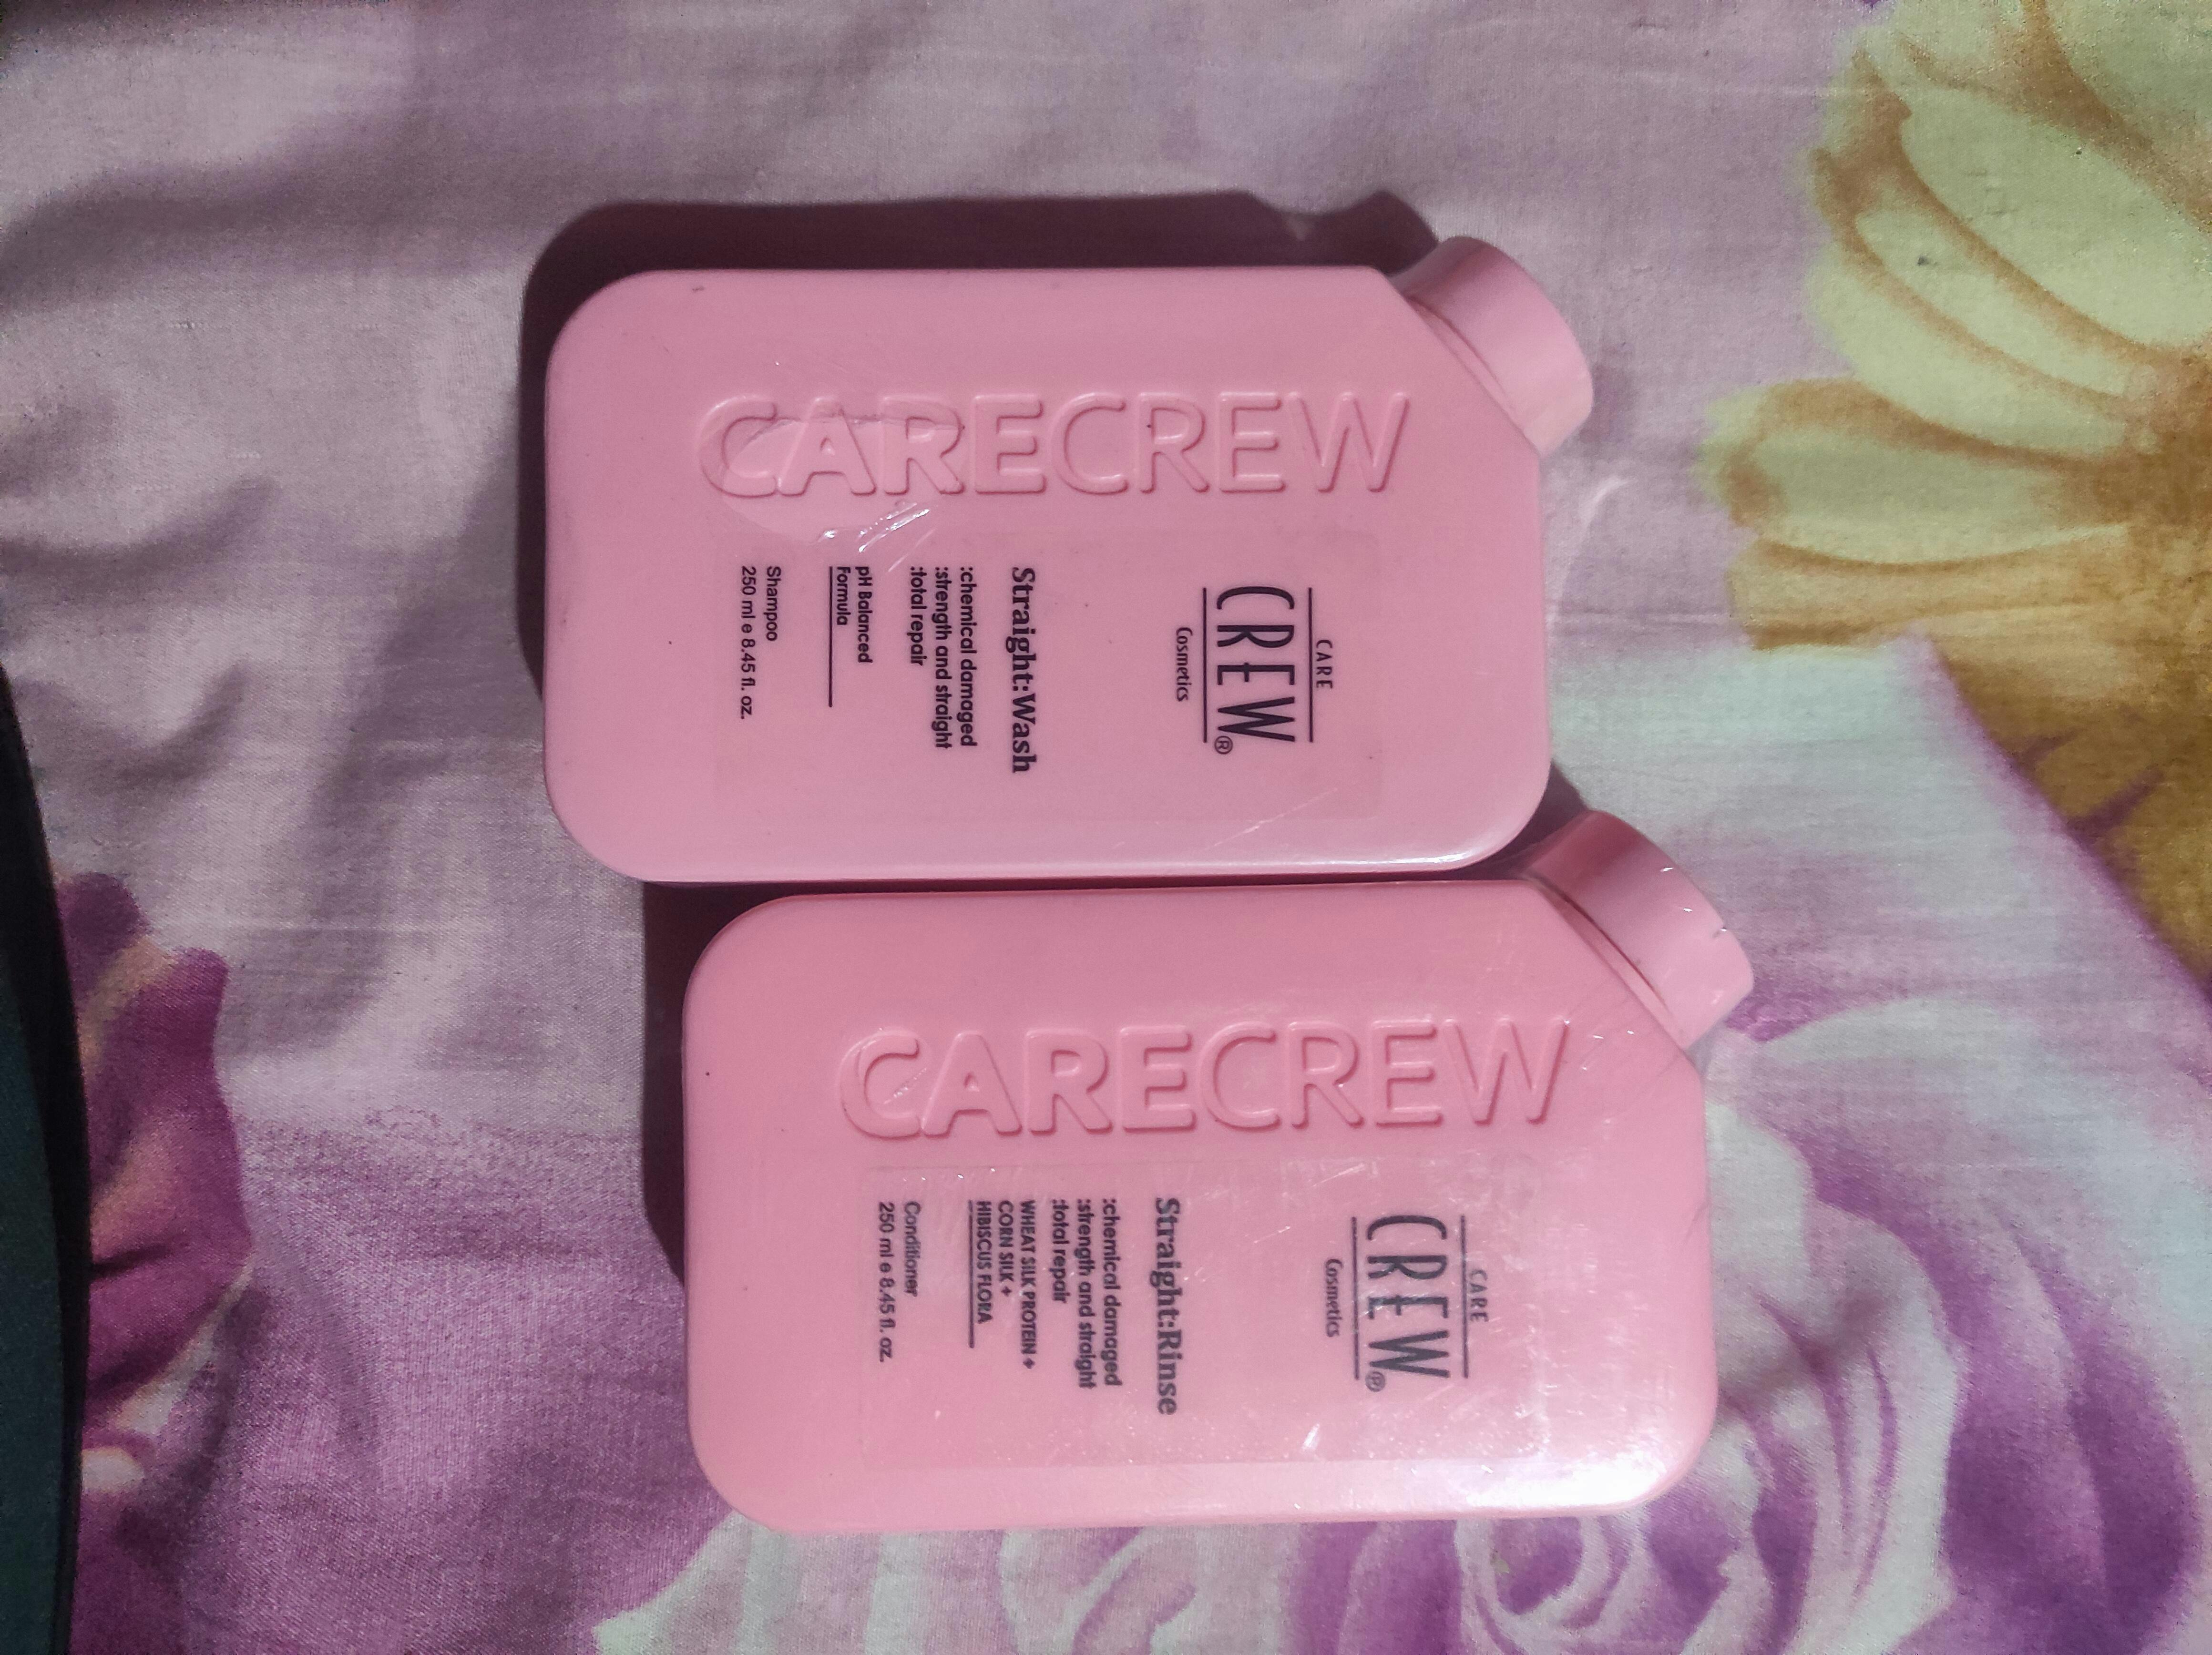 CARECREW
CARE
CREW®
Cosmetics
Straight:Wash
:chemical damaged
:strength and straight
:total repair
pH Balanced
Formula
Shampoo
250 ml e 8.45 fl. oz.
CARECREW
CARE
CREW®
Cosmetics
Straight:Rinse
:chemical damaged
:strength and straight
:total repair
WHEAT SILK PROTEIN+
CORN SILK+
HIBISCUS FLORA
Conditioner
250 ml e 8.45 fl. oz.